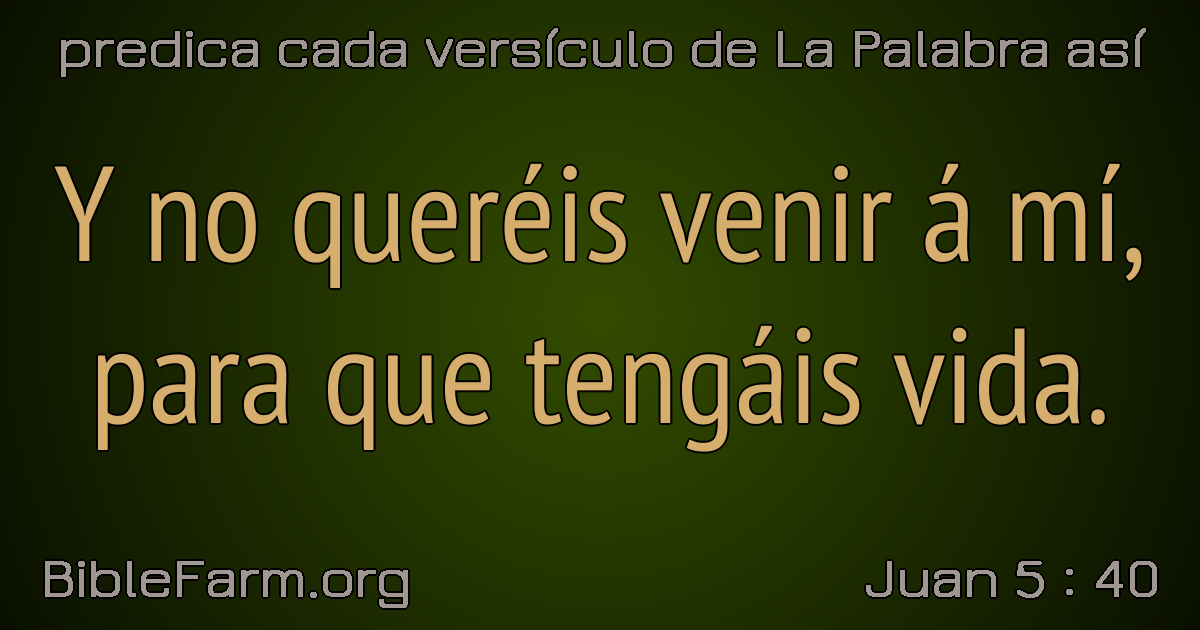 predica cada versículo de La Palabra así
Y no queréis venir á mí,
para que tengáis vida.
BibleFarm.org
Juan 5 : 40